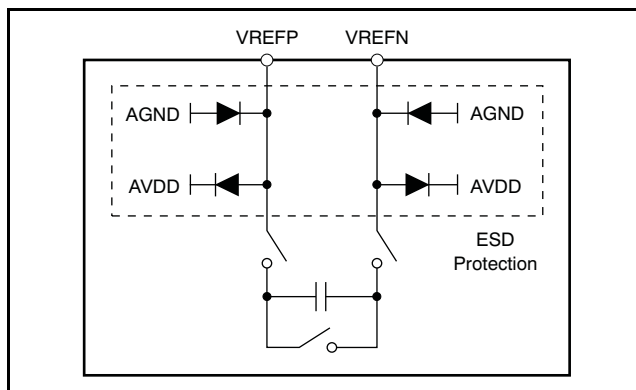 VREFP VREFN
AGND AGND
AVDD AVDD
ESD
Protection